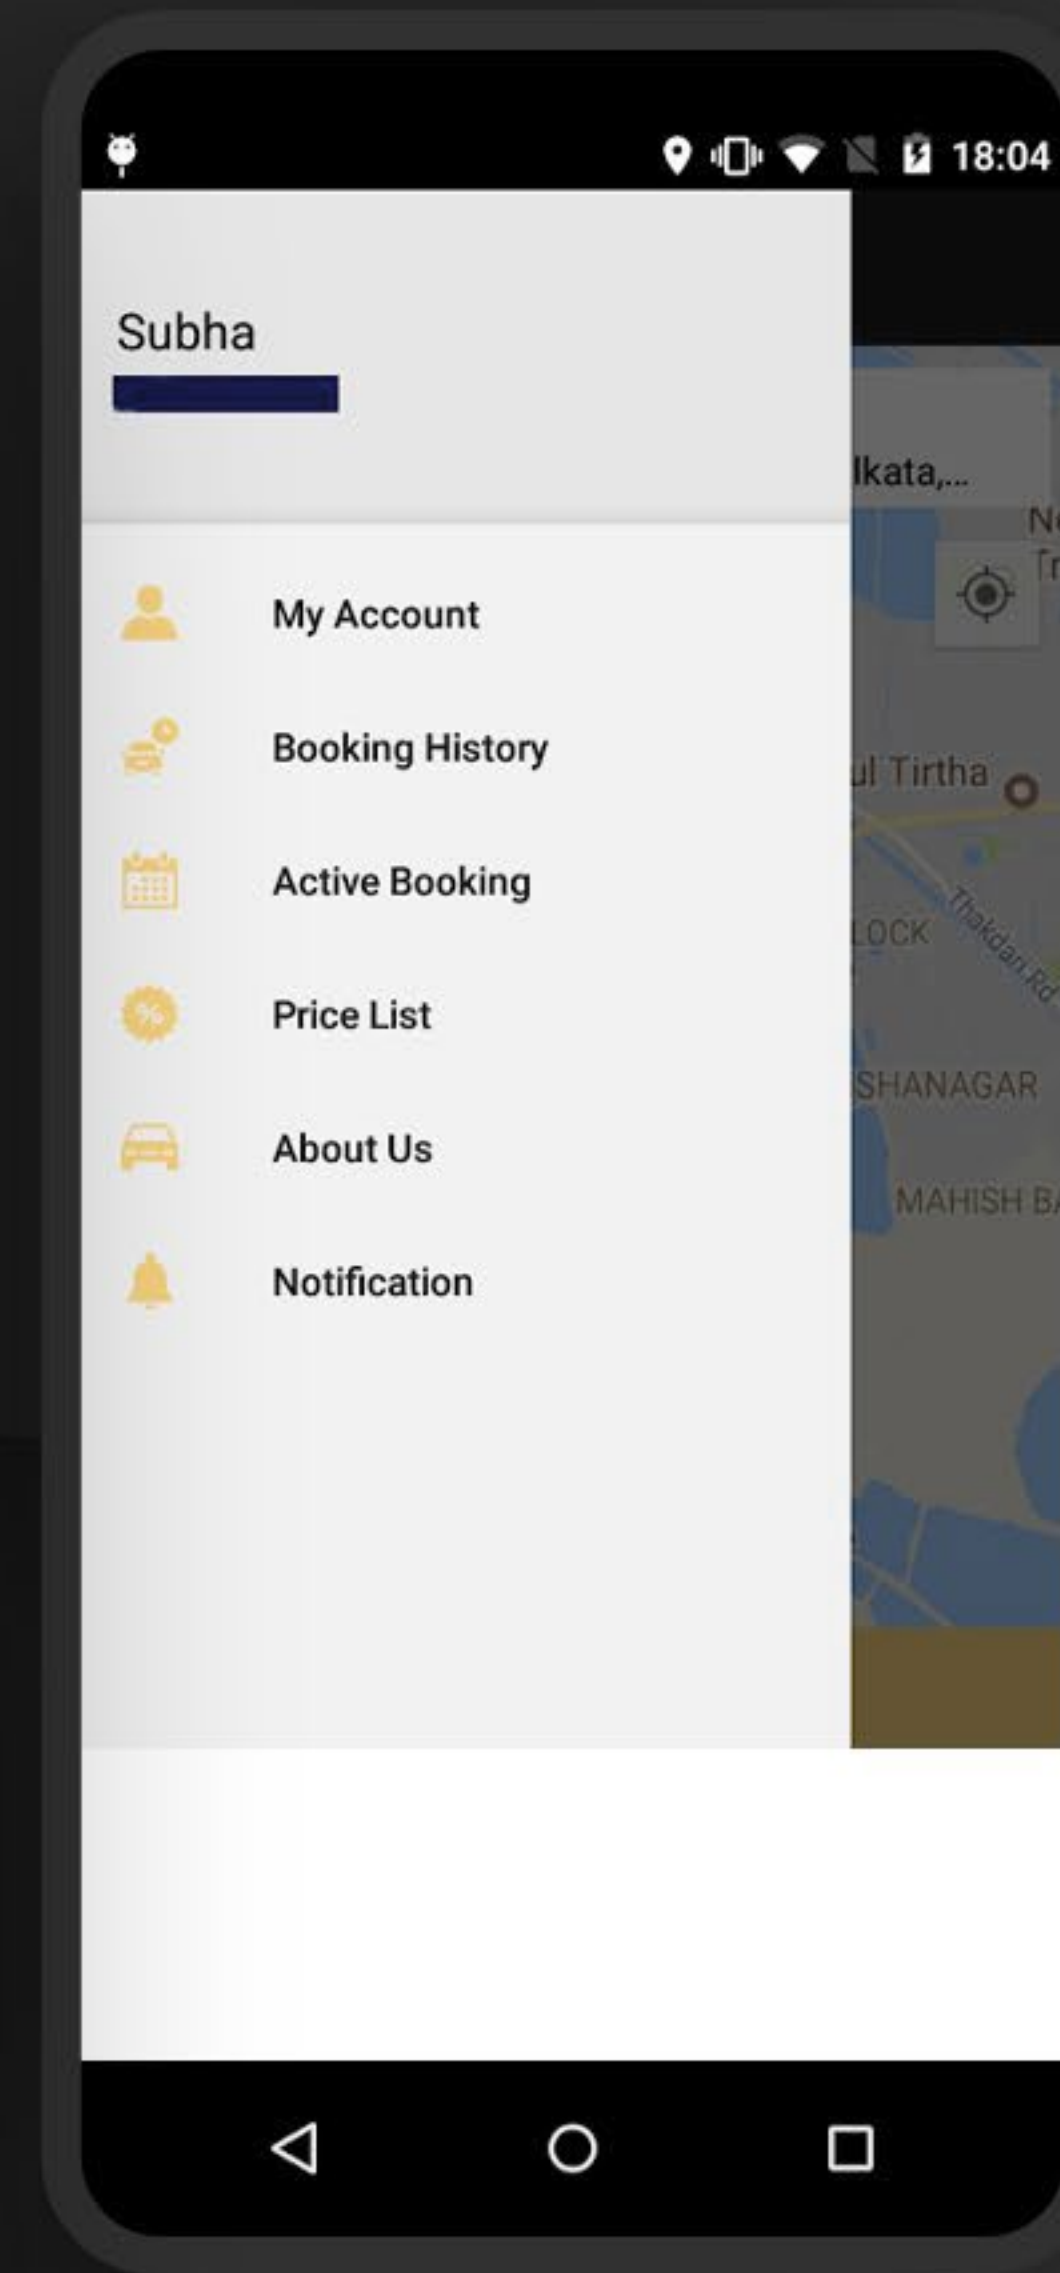 18:04
Subha
lkata,...
My Account
Booking History
ul Tirtha
Active Booking
LOCK
Thakdari Rd
Price List
SHANAGAR
About Us
MAHISH
Notification